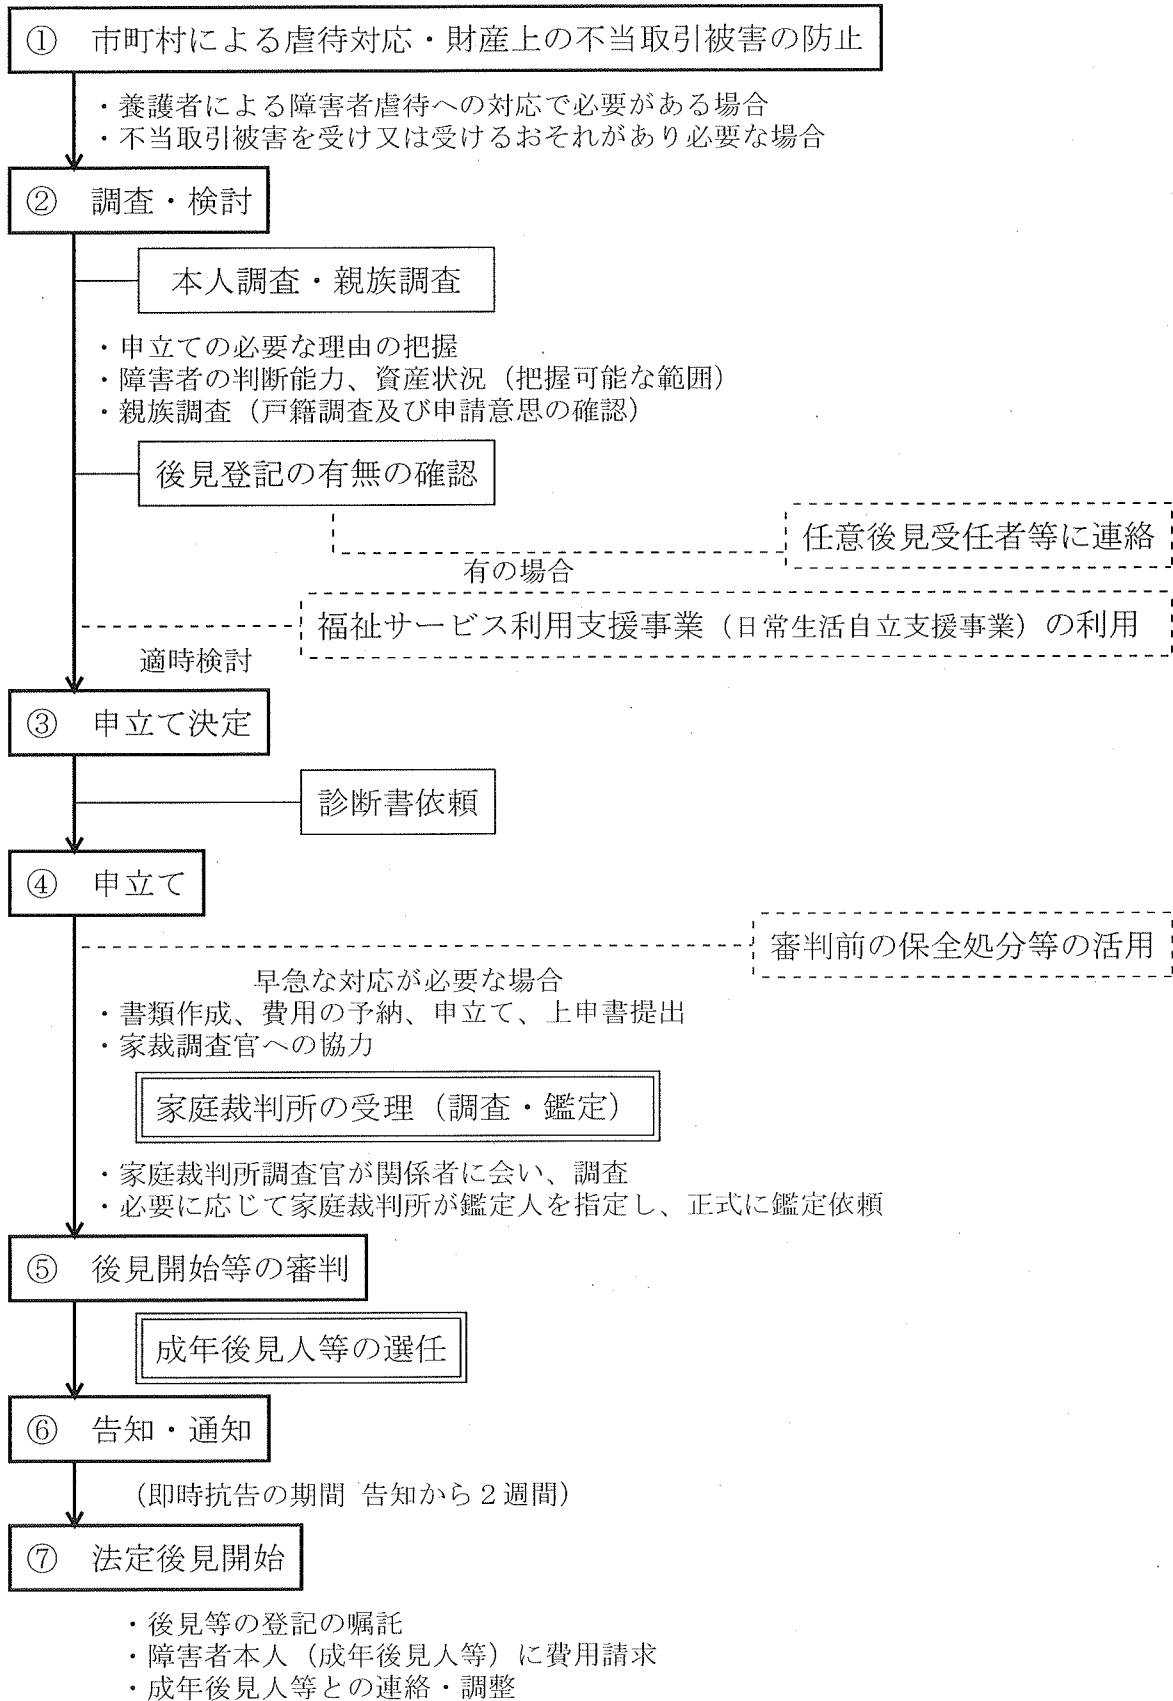 ① 市町村による虐待対応・財産上の不当取引被害の防止
・養護者による障害者虐待への対応で必要がある場合
・不当取引被害を受け又は受けるおそれがあり必要な場合
② 調査・検討
本人調査・親族調査
・申立ての必要な理由の把握
・障害者の判断能力、資産状況（把握可能な範囲）
・親族調査（戸籍調査及び申請意思の確認）
後見登記の有無の確認
任意後見受任者等に連絡
有の場合
福祉サービス利用支援事業（日常生活自立支援事業）の利用
適時検討
③ 申立て決定
診断書依頼
④ 申立て
審判前の保全処分等の活用
早急な対応が必要な場合
・書類作成、費用の予納、申立て、上申書提出
・家裁調査官への協力
家庭裁判所の受理（調査・鑑定）
・家庭裁判所調査官が関係者に会い、調査
・必要に応じて家庭裁判所が鑑定人を指定し、正式に鑑定依頼
⑤ 後見開始等の審判
成年後見人等の選任
⑥ 告知・通知
（即時抗告の期間 告知から２週間）
⑦ 法定後見開始
・後見等の登記の嘱託
・障害者本人（成年後見人等）に費用請求
・成年後見人等との連絡・調整